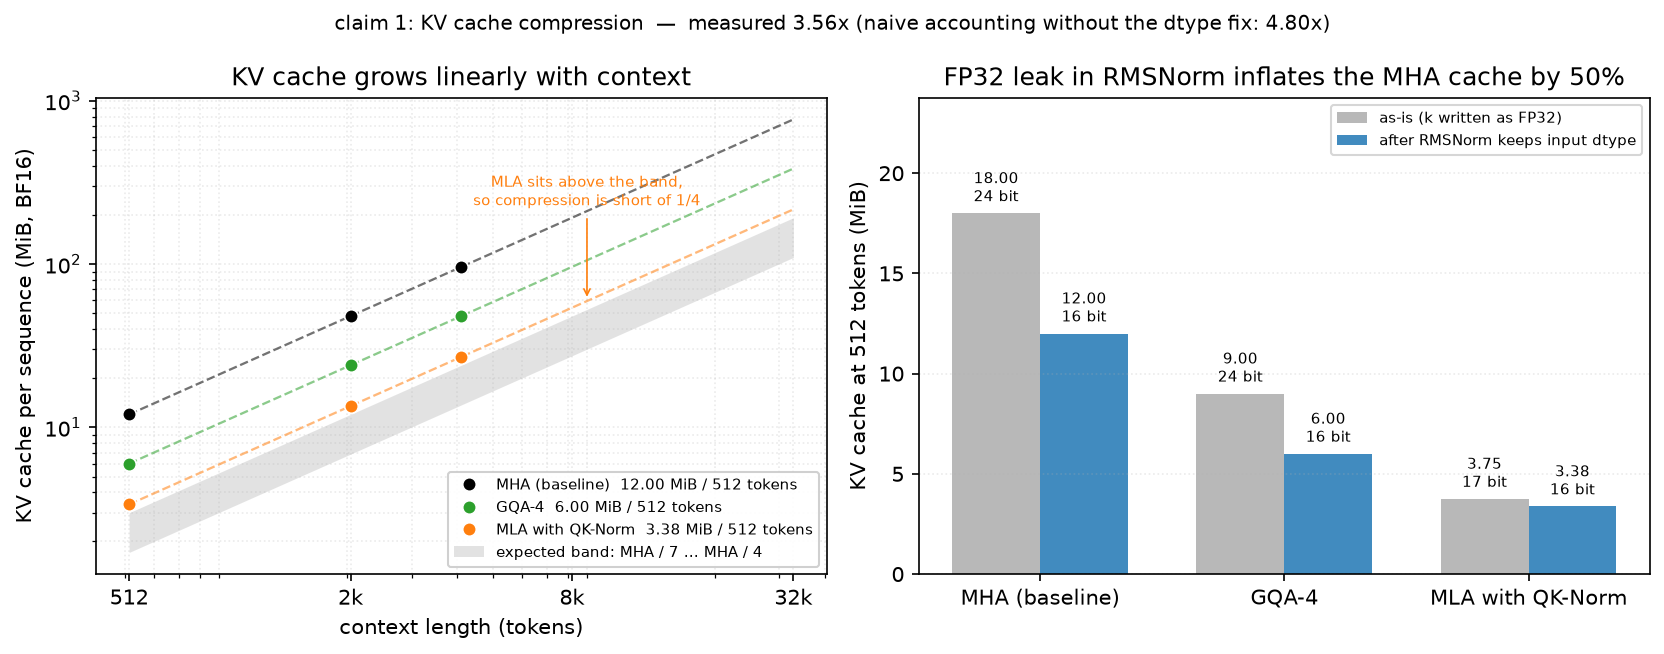 claim 1: KV cache compression — measured 3.56x (naive accounting without the dtype fix: 4.80x)
KV cache grows linearly with context
KV cache per sequence (MiB, BF16)
10³
10²
10¹
MLA sits above the band,
so compression is short of 1/4
MHA (baseline) 12.00 MiB / 512 tokens
GQA-4 6.00 MiB / 512 tokens
MLA with QK-Norm 3.38 MiB / 512 tokens
expected band: MHA / 7 ... MHA / 4
512
2k
8k
32k
context length (tokens)
FP32 leak in RMSNorm inflates the MHA cache by 50%
KV cache at 512 tokens (MiB)
20
15
10
5
0
as-is (k written as FP32)
after RMSNorm keeps input dtype
18.00
24 bit
12.00
16 bit
9.00
24 bit
6.00
16 bit
3.75
17 bit
3.38
16 bit
MHA (baseline)
GQA-4
MLA with QK-Norm